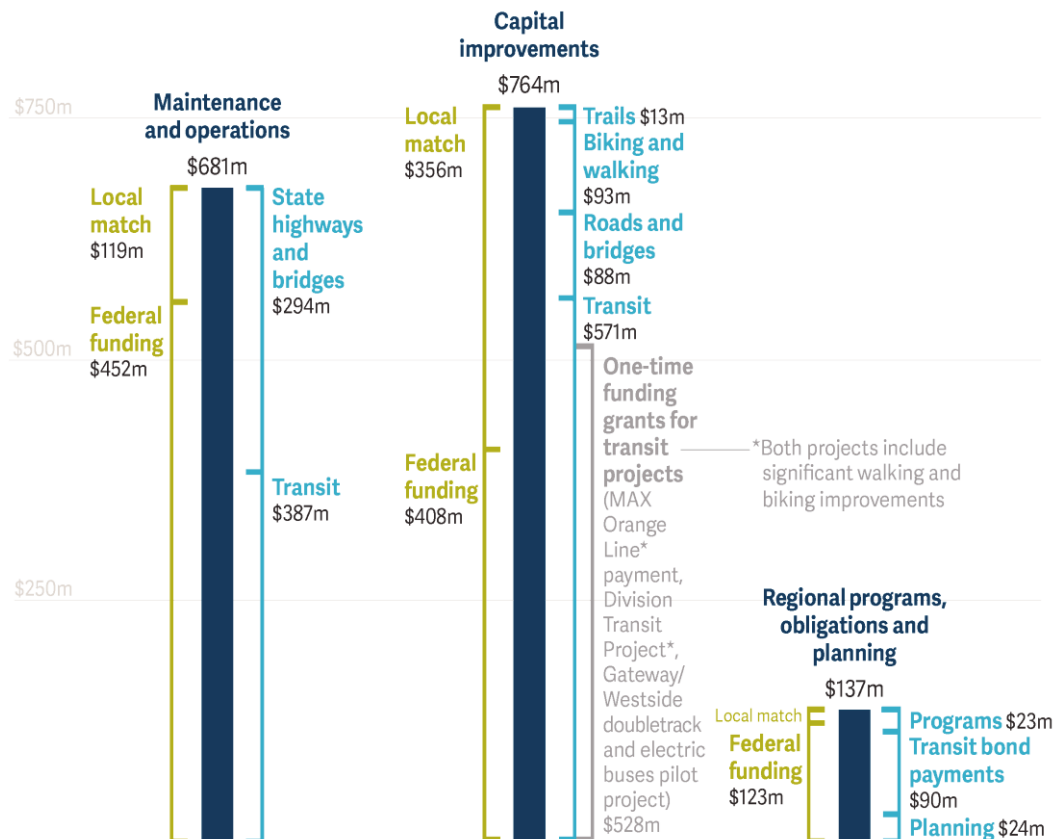 Capital
improvements
$764m
$750m
Maintenance
and operations
$681m
Local
match
$119m
Federal
funding
$452m
State
highways
and
bridges
$294m
Transit
$387m
Local
match
$356m
Federal
funding
$408m
Trails $13m
Biking and
walking
$93m
Roads and
bridges
$88m
Transit
$571m
$500m
One-time
funding
grants for
transit
projects
(MAX
Orange
Line*
payment,
Division
Transit
Project*,
Gateway/
Westside
doubletrack
and electric
buses pilot
project)
$528m
*Both projects include
significant walking and
biking improvements
$250m
Regional programs,
obligations and
planning
$137m
Local match
Federal
funding
$123m
Programs $23m
Transit bond
payments
$90m
Planning $24m